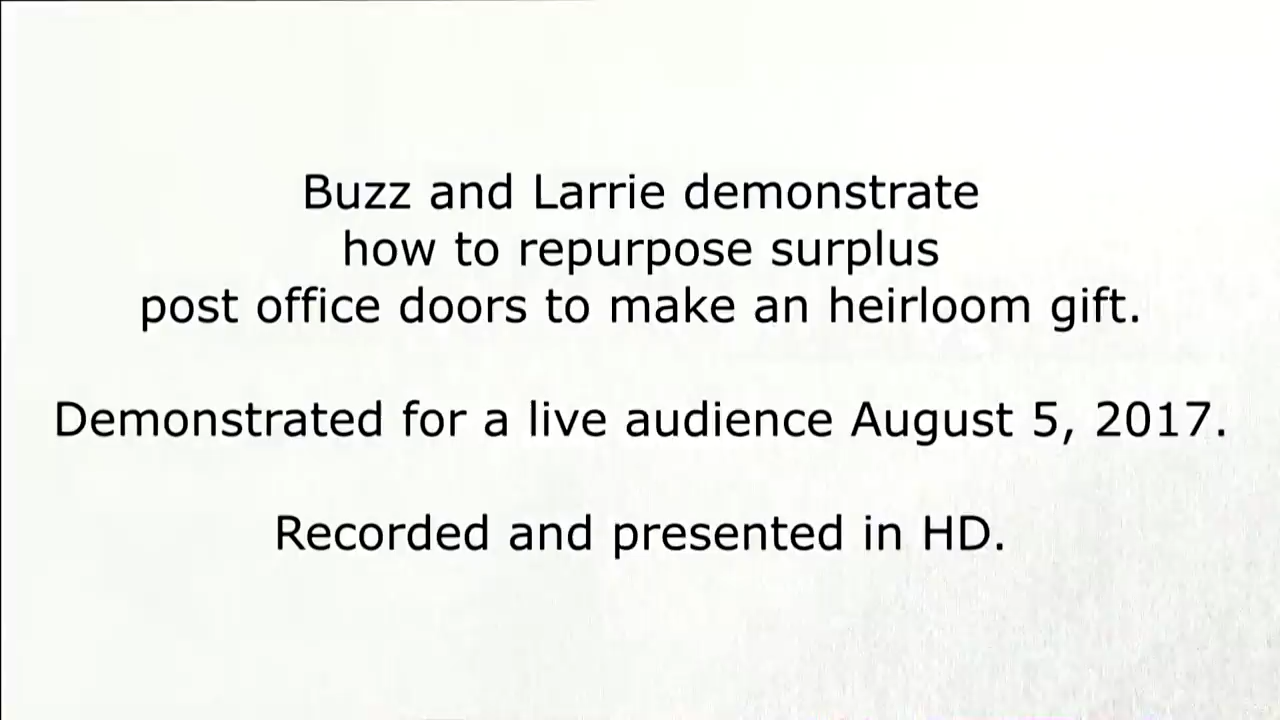 Buzz and Larrie demonstrate
how to repurpose surplus
post office doors to make an heirloom gift.
Demonstrated for a live audience August 5, 2017.
Recorded and presented in HD.